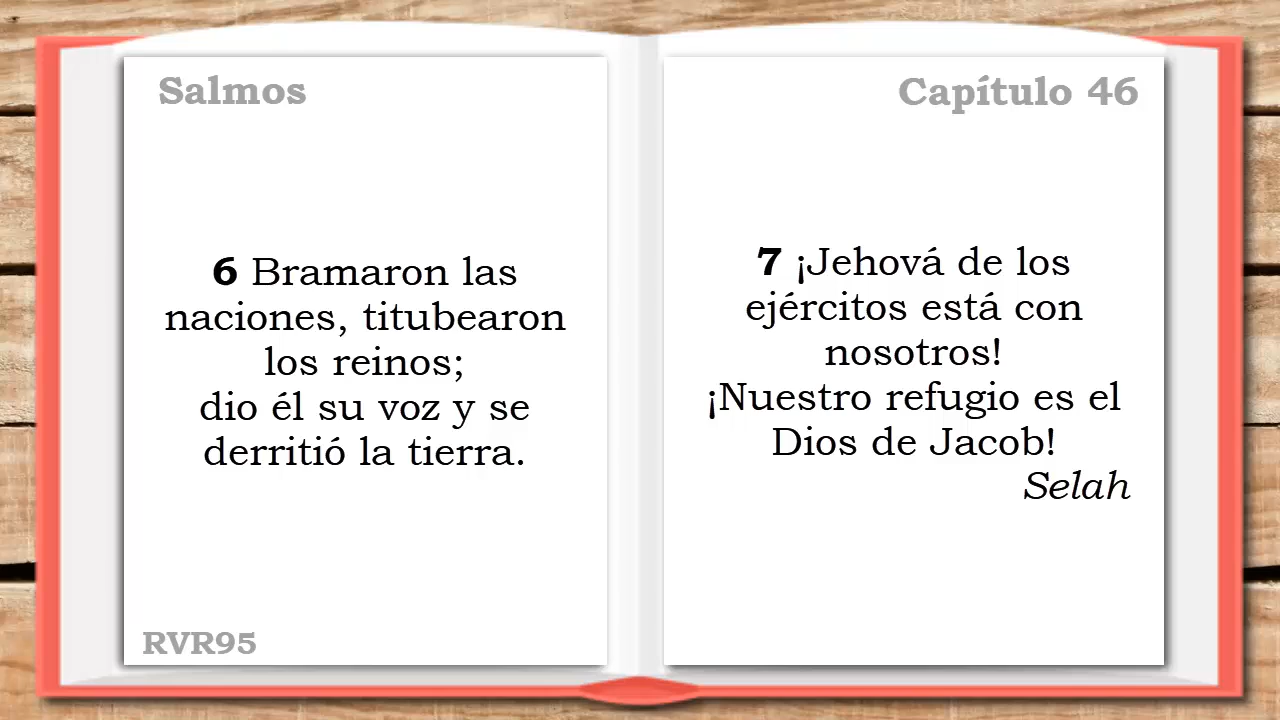 Salmos
6 Bramaron las
naciones, titubearon
los reinos;
dio él su voz y se
derritió la tierra.
RVR95
Capítulo 46
7 ¡Jehová de los
ejércitos está con
nosotros!
¡Nuestro refugio es el
Dios de Jacob!
Selah